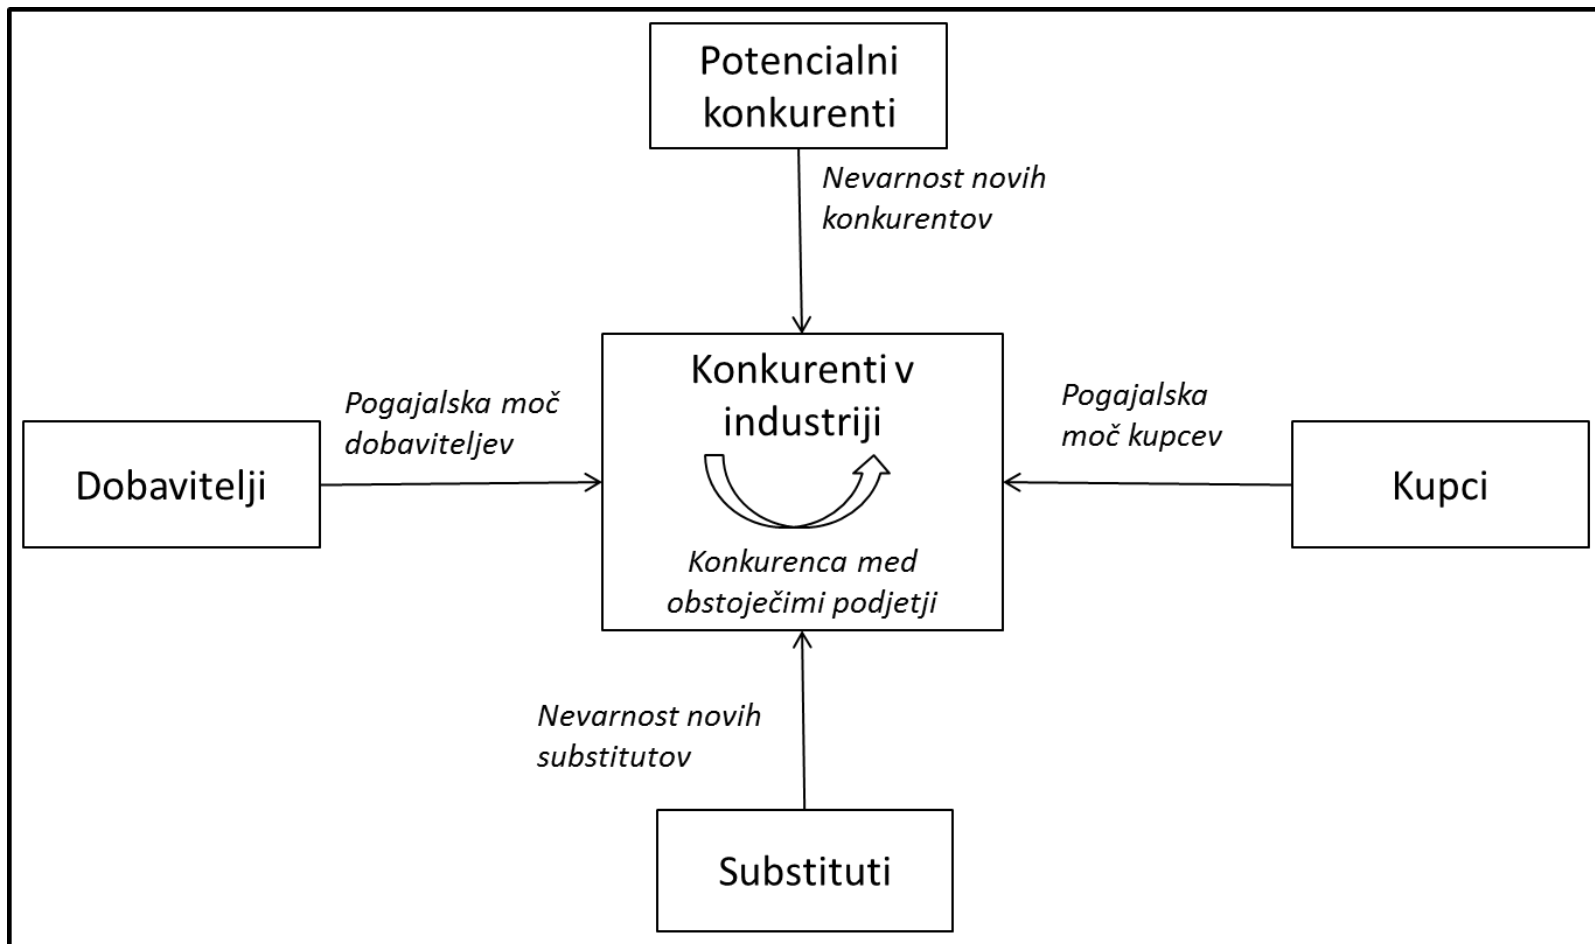 Potencialni
konkurenti
Nevarnost novih
konkurentov
Pogajalska moč
dobaviteljev
Dobavitelji
Konkurenti v
industriji
Konkurenca med
obstoječimi podjetji
Pogajalska
moč kupcev
Kupci
Nevarnost novih
substitutov
Substituti